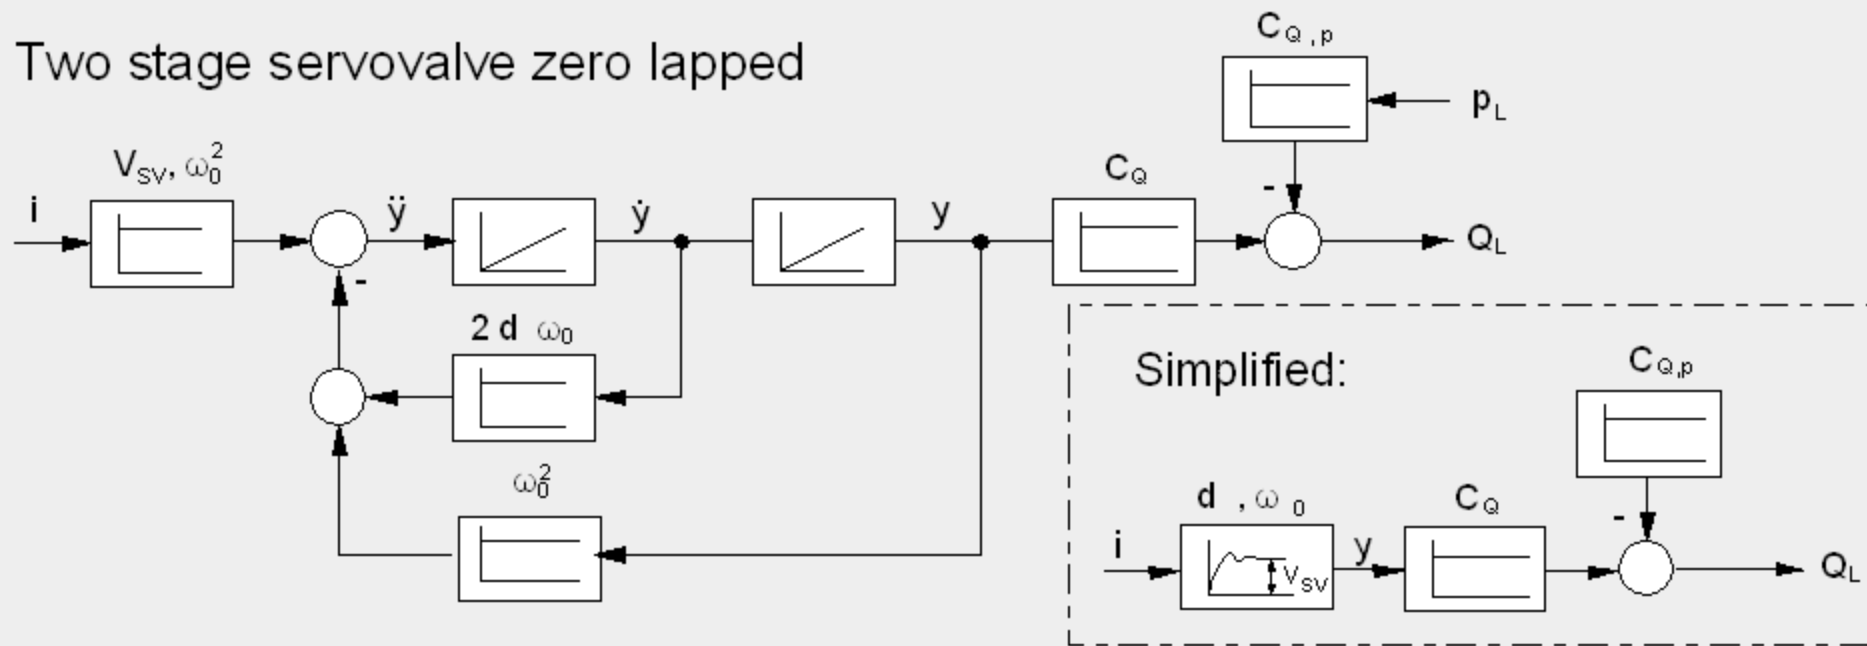 Two stage servovalve zero lapped
C_Q,p
p_L
V_SV, ω_0^2
C_Q
i
ÿ
ẏ
y
-
Q_L
-
2 d ω_0
Simplified:
C_Q,p
ω_0^2
d , ω_0
C_Q
-
i
V_SV
y
Q_L